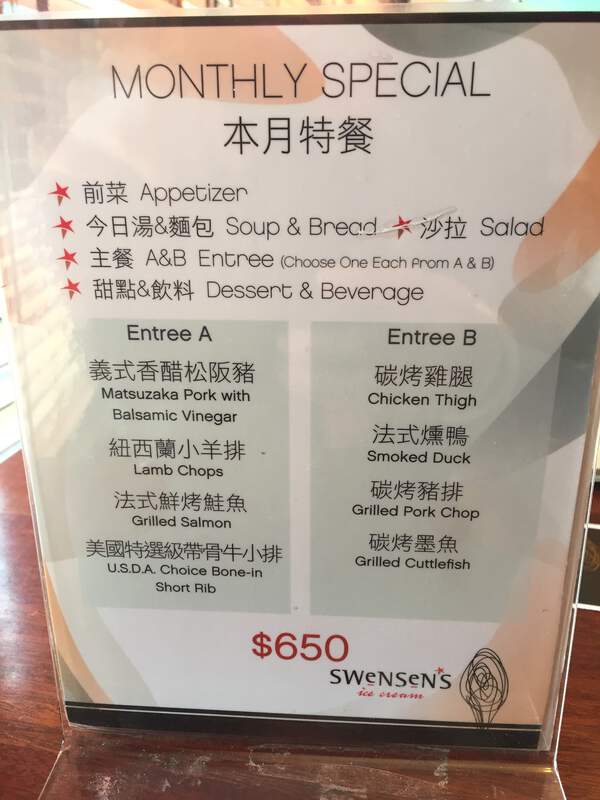 MONTHLY SPECIAL
本月特餐
前菜 Appetizer
今日湯&麵包 Soup & Bread 沙拉 Salad
主餐 A&B Entree (Choose One Each From A & B)
甜點&飲料 Dessert & Beverage
Entree A
義式香醋松阪豬
Matsuzaka Pork with
Balsamic Vinegar
紐西蘭小羊排
Lamb Chops
法式鮮烤鮭魚
Grilled Salmon
美國特選級帶骨牛小排
U.S.D.A. Choice Bone-in
Short Rib
Entree B
碳烤雞腿
Chicken Thigh
法式燻鴨
Smoked Duck
碳烤豬排
Grilled Pork Chop
碳烤墨魚
Grilled Cuttlefish
$650
SWENSEN'S
ice cream